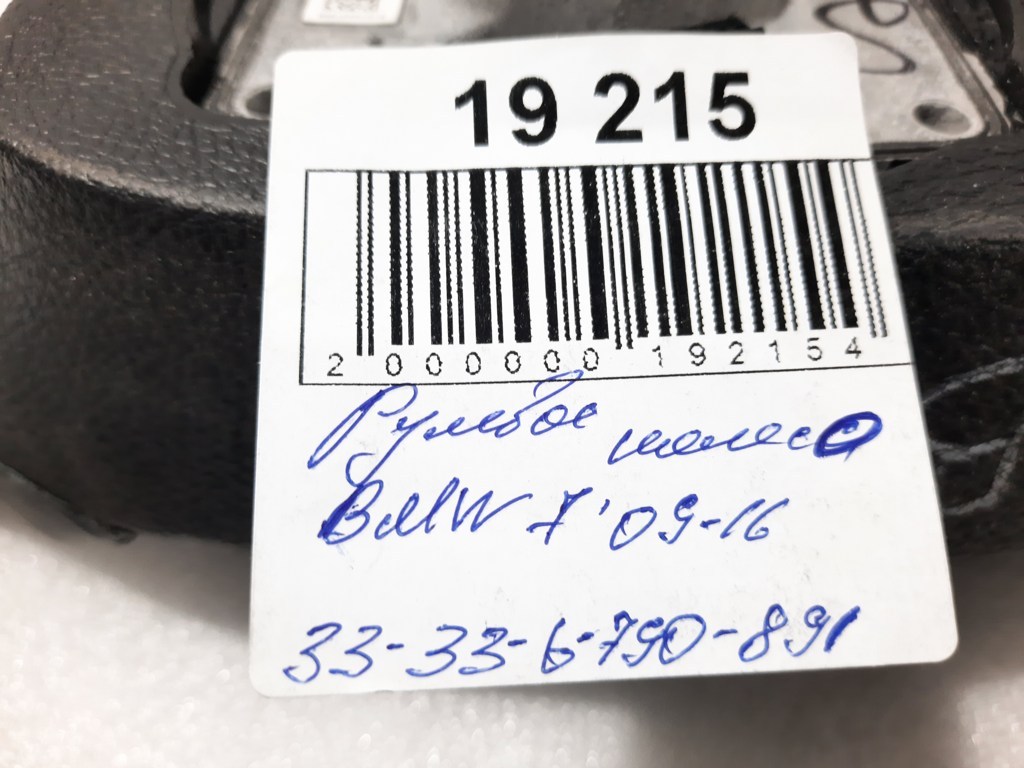 19 215
2 000000 192154
Рулевое колесо
BMW 7'09-16
33-33-6-790-891